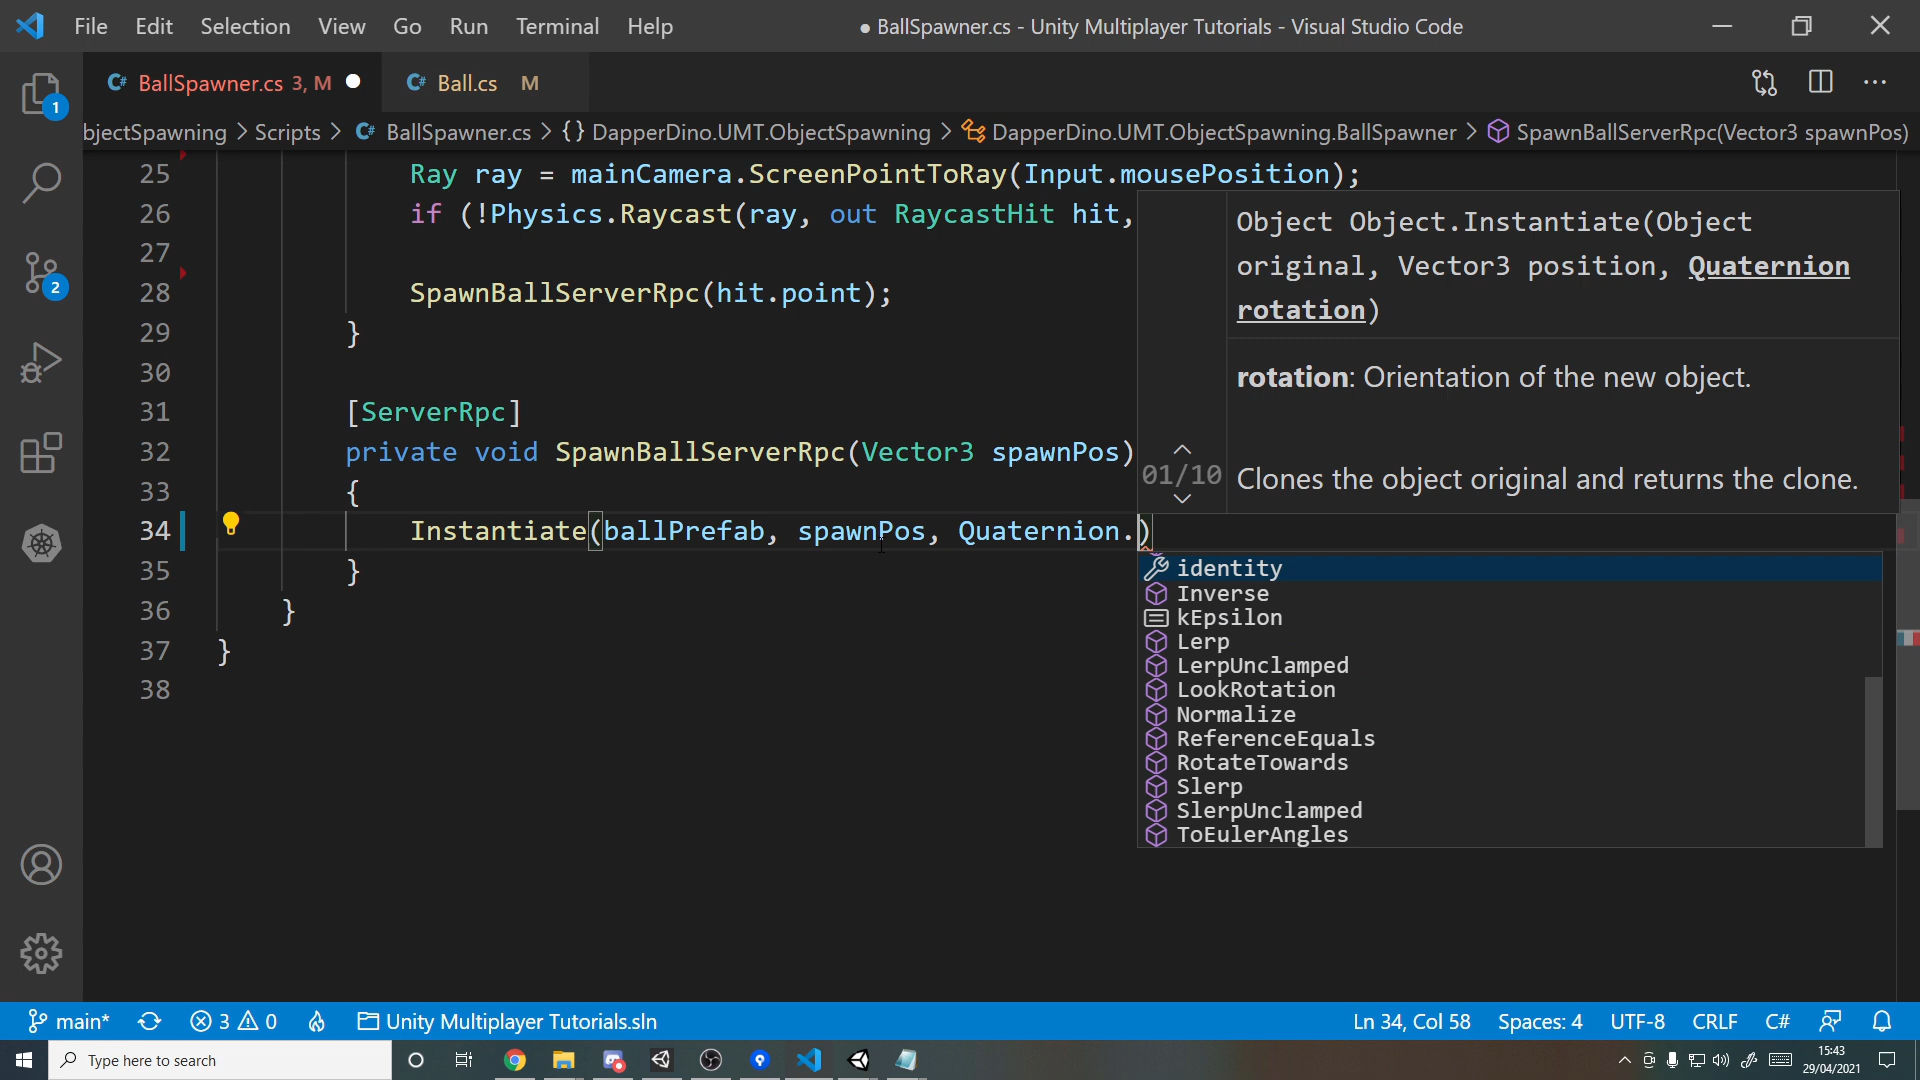 File Edit Selection View Go Run Terminal Help
● BallSpawner.cs - Unity Multiplayer Tutorials - Visual Studio Code
BallSpawner.cs 3, M
Ball.cs M
bjectSpawning > Scripts > BallSpawner.cs > {} DapperDino.UMT.ObjectSpawning > DapperDino.UMT.ObjectSpawning.BallSpawner > SpawnBallServerRpc(Vector3 spawnPos)
25 Ray ray = mainCamera.ScreenPointToRay(Input.mousePosition);
26 if (!Physics.Raycast(ray, out RaycastHit hit,
27
28 SpawnBallServerRpc(hit.point);
29 }
30
31 [ServerRpc]
32 private void SpawnBallServerRpc(Vector3 spawnPos)
33 {
34 Instantiate(ballPrefab, spawnPos, Quaternion.)
35 }
36 }
37 }
38
Object Object.Instantiate(Object
original, Vector3 position, Quaternion
rotation)
rotation: Orientation of the new object.
01/10
Clones the object original and returns the clone.
identity
Inverse
kEpsilon
Lerp
LerpUnclamped
LookRotation
Normalize
ReferenceEquals
RotateTowards
Slerp
SlerpUnclamped
ToEulerAngles
1
2
main* 3 0 Unity Multiplayer Tutorials.sln
Ln 34, Col 58 Spaces: 4 UTF-8 CRLF C#
Type here to search
15:43
29/04/2021